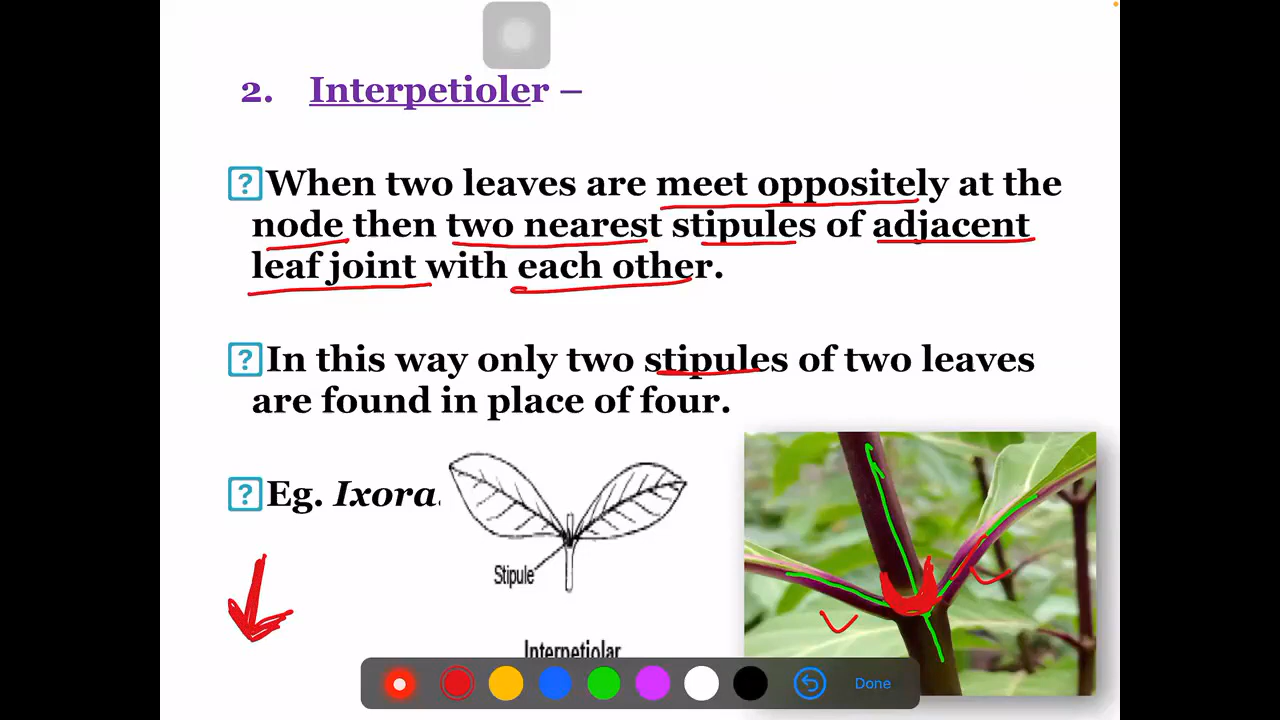 2. Interpetioler –
When two leaves are meet oppositely at the
node then two nearest stipules of adjacent
leaf joint with each other.
In this way only two stipules of two leaves
are found in place of four.
Eg. Ixora.
Stipule
Interpetiolar
Done